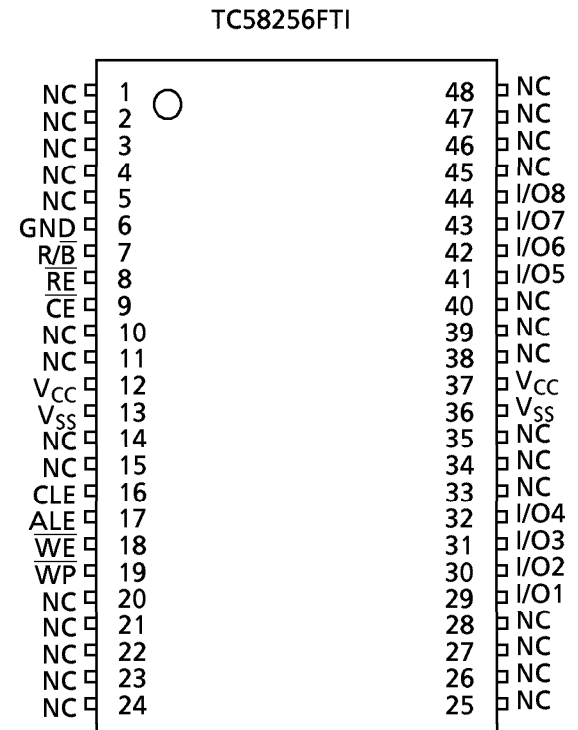 TC58256FTI
NC 1 48 NC
NC 2 47 NC
NC 3 46 NC
NC 4 45 NC
NC 5 44 I/O8
GND 6 43 I/O7
R/B̅ 7 42 I/O6
R̅E̅ 8 41 I/O5
C̅E̅ 9 40 NC
NC 10 39 NC
NC 11 38 NC
VCC 12 37 VCC
VSS 13 36 VSS
NC 14 35 NC
NC 15 34 NC
CLE 16 33 NC
ALE 17 32 I/O4
W̅E̅ 18 31 I/O3
W̅P̅ 19 30 I/O2
NC 20 29 I/O1
NC 21 28 NC
NC 22 27 NC
NC 23 26 NC
NC 24 25 NC